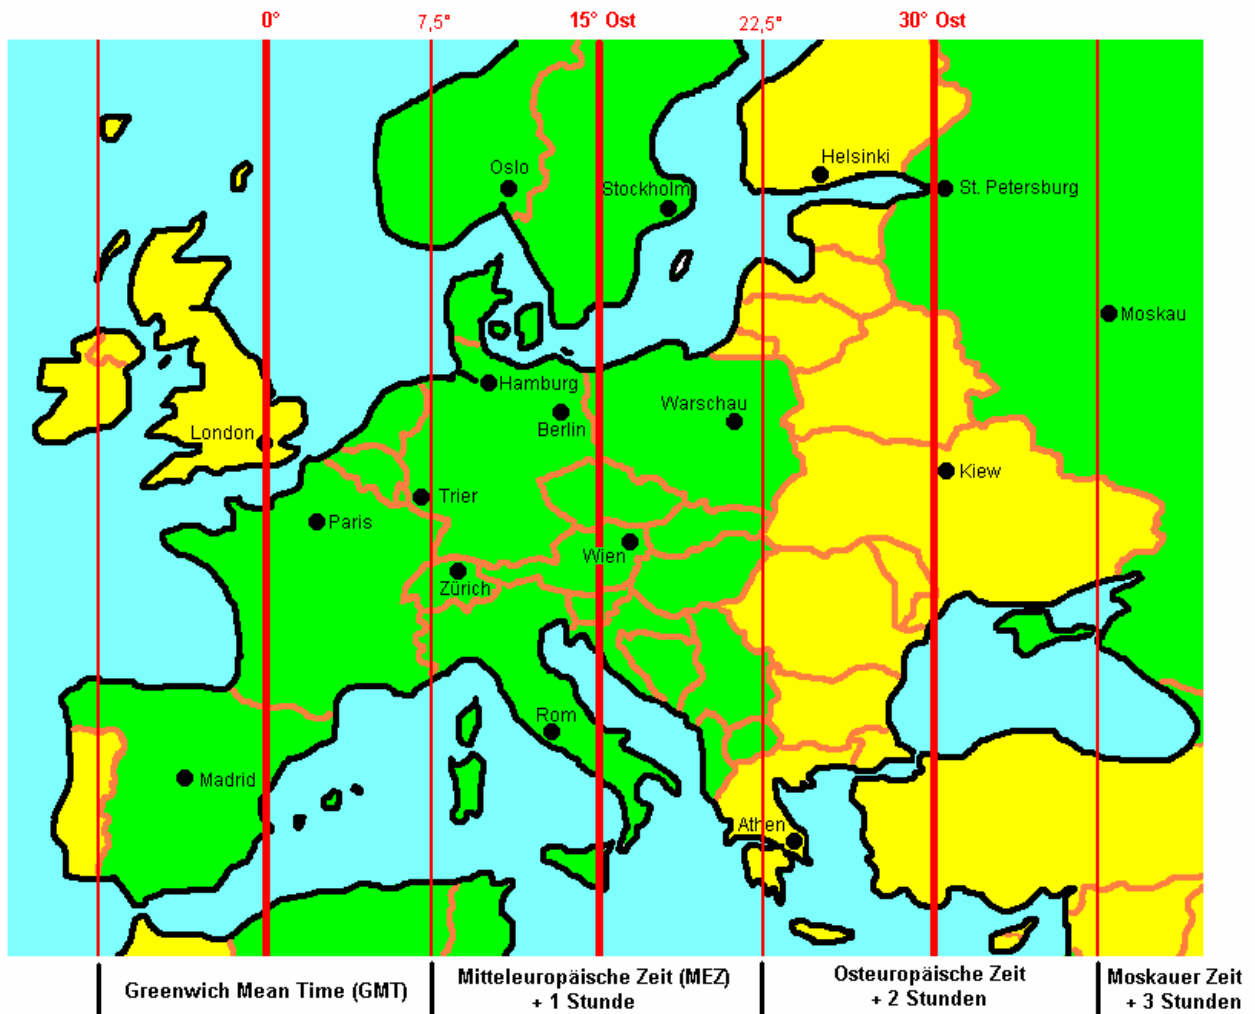 0°
7,5°
15° Ost
22,5°
30° Ost
Oslo
Stockholm
Helsinki
St. Petersburg
Moskau
Hamburg
Berlin
Warschau
London
Kiew
Trier
Paris
Wien
Zürich
Rom
Madrid
Athen
Greenwich Mean Time (GMT)
Mitteleuropäische Zeit (MEZ)
+ 1 Stunde
Osteuropäische Zeit
+ 2 Stunden
Moskauer Zeit
+ 3 Stunden